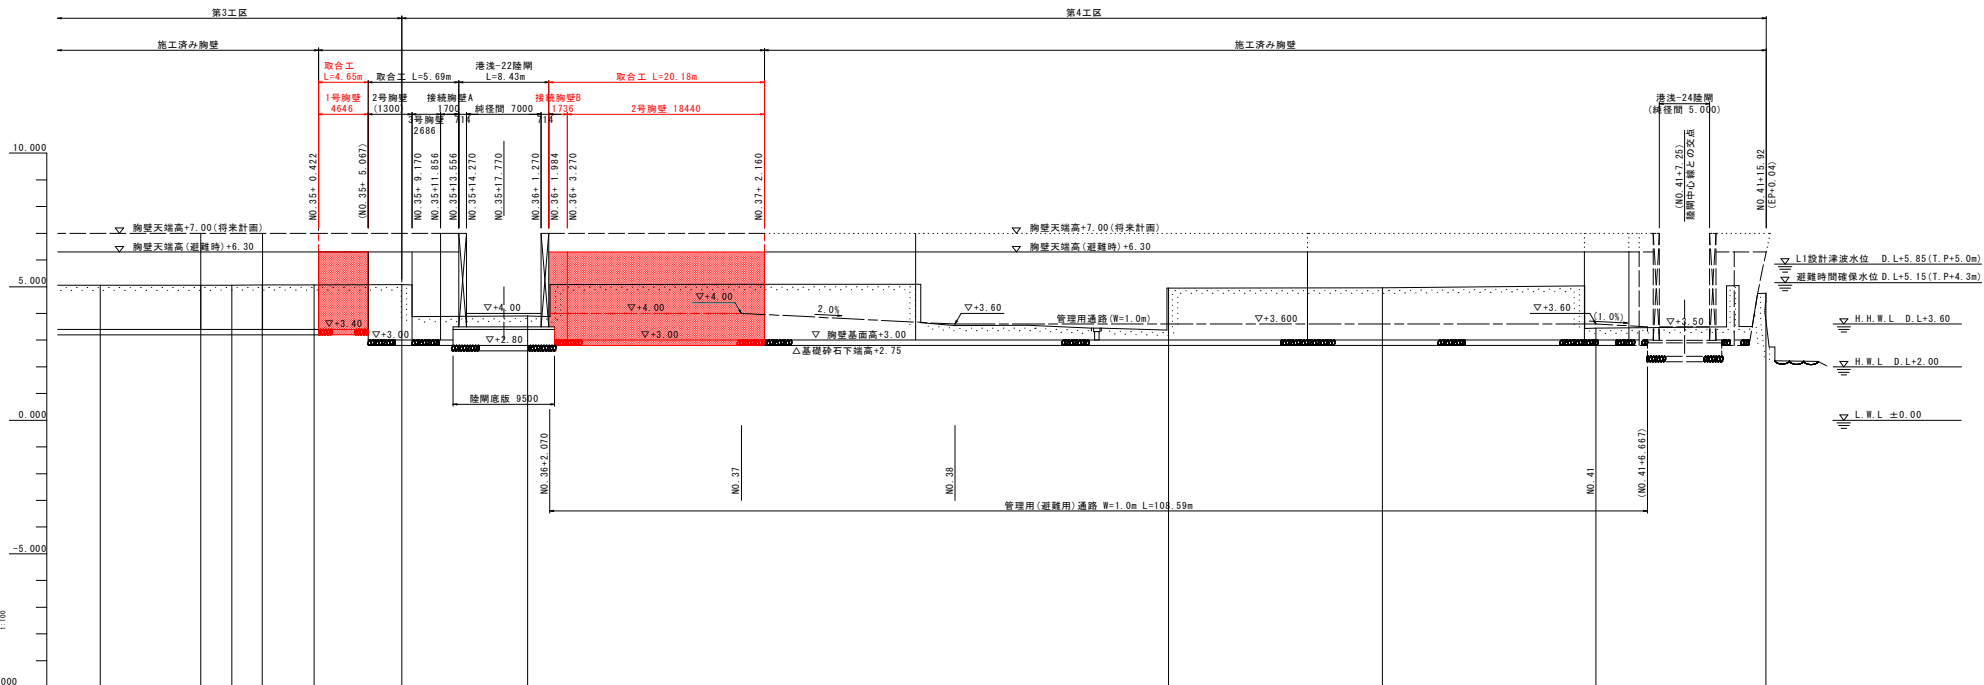 第3工区
第4工区
施工済み胸壁
施工済み胸壁
取合工
L=4.65m
取合工 L=5.69m
港浅-22陸閘
L=8.43m
取合工 L=20.18m
1号胸壁
4646
2号胸壁
(1300)
3号胸壁
2686
接続胸壁A
1700
714
純径間 7000
714
接続胸壁B
1736
2号胸壁 18440
港浅-24陸閘
(純径間 5.000)
NO.35+ 0.422
(NO.35+ 5.067)
NO.35+ 9.170
NO.35+11.856
NO.35+13.556
NO.35+14.270
NO.35+17.770
NO.36+ 1.270
NO.36+ 1.984
NO.36+ 3.270
NO.37+ 2.160
(NO.41+7.25)
陸閘中心線との交点
NO.41+15.92
(EP+0.04)
10.000
5.000
0.000
-5.000
000
1:100
▽ 胸壁天端高+7.00(将来計画)
▽ 胸壁天端高(避難時)+6.30
▽ 胸壁天端高+7.00(将来計画)
▽ 胸壁天端高(避難時)+6.30
▽ L1設計津波水位 D.L+5.85(T.P+5.0m)
▽ 避難時間確保水位 D.L+5.15(T.P+4.3m)
▽ H.H.W.L D.L+3.60
▽ H.W.L D.L+2.00
▽ L.W.L ±0.00
▽+3.40
▽+3.00
▽+4.00
▽+2.80
▽+4.00
▽+3.00
▽+4.00
2.0%
▽+3.60
管理用通路(W=1.0m)
▽+3.600
▽+3.60
(1.0%)
▽+3.50
▽ 胸壁基面高+3.00
△基礎砕石下端高+2.75
陸閘底版 9500
NO.36+2.070
NO.37
NO.38
NO.41
(NO.41+6.667)
管理用(避難用)通路 W=1.0m L=108.59m